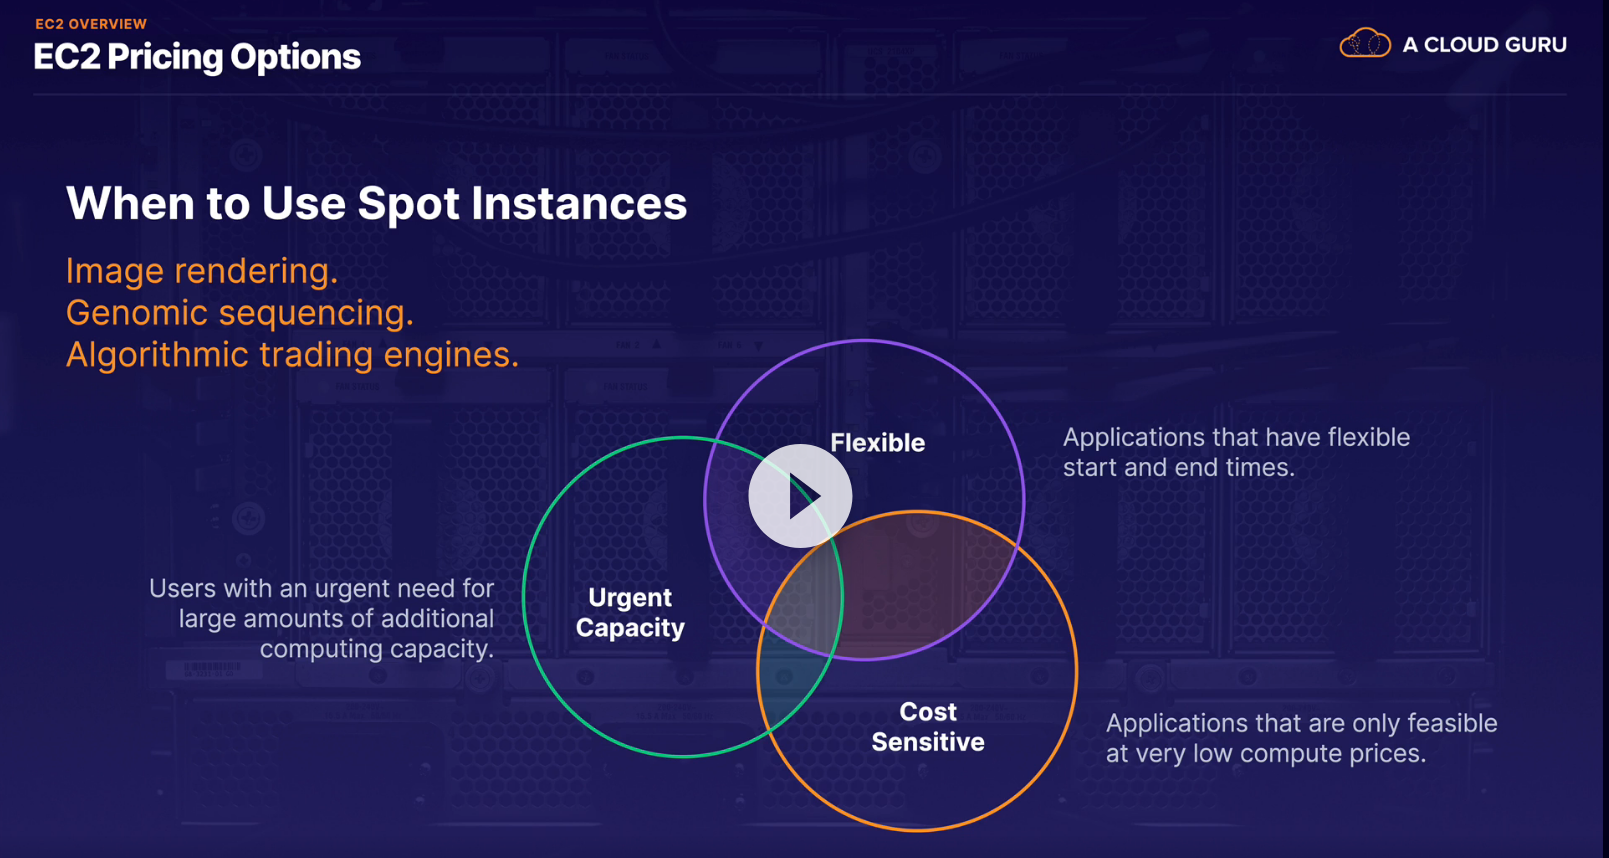 EC2 OVERVIEW
EC2 Pricing Options
A CLOUD GURU
When to Use Spot Instances
Image rendering.
Genomic sequencing.
Algorithmic trading engines.
Flexible
Applications that have flexible
start and end times.
Users with an urgent need for
large amounts of additional
computing capacity.
Urgent
Capacity
Cost
Sensitive
Applications that are only feasible
at very low compute prices.